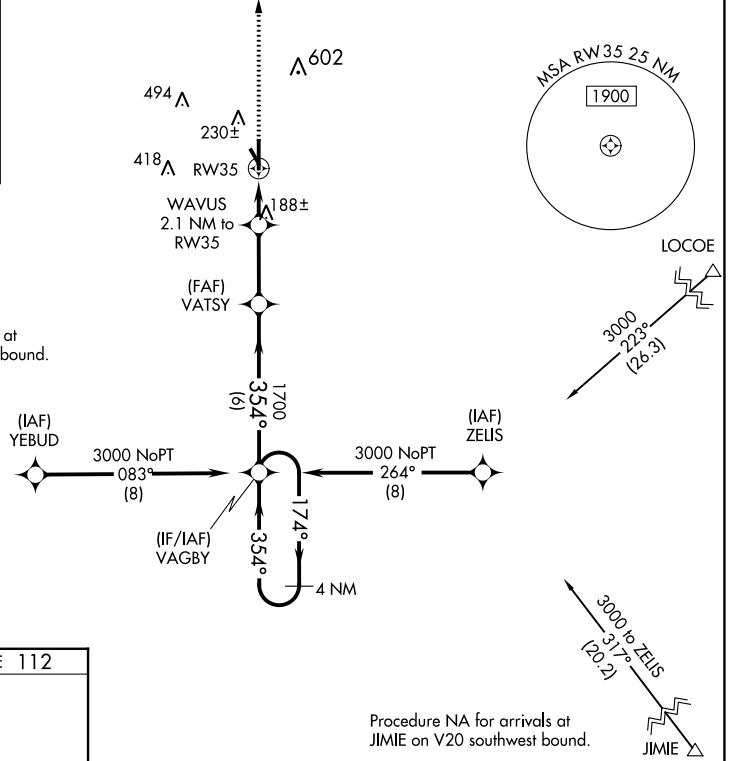 602
MSA RW35 25 NM
1900
494
230±
418
RW35
WAVUS
2.1 NM to
RW35
188±
LOCOE
(FAF)
VATSY
3000
223°
(26.3)
at
bound.
1700
354°
(6)
(IAF)
YEBUD
3000 NoPT
083°
(8)
(IAF)
ZELIS
3000 NoPT
264°
(8)
(IF/IAF)
VAGBY
174°
354°
4 NM
3000 to ZELIS
317°
(20.2)
E 112
Procedure NA for arrivals at
JIMIE on V20 southwest bound.
JIMIE